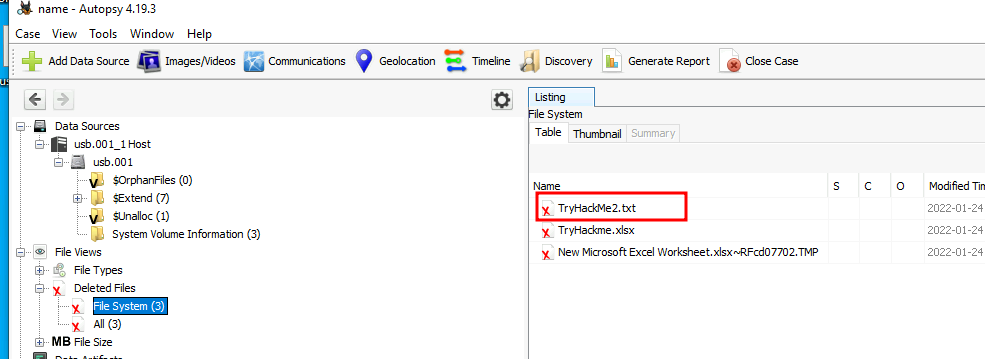 name - Autopsy 4.19.3
Case View Tools Window Help
Add Data Source Images/Videos Communications Geolocation Timeline Discovery Generate Report Close Case
Listing
File System
Table Thumbnail Summary
Data Sources
usb.001_1 Host
usb.001
$OrphanFiles (0)
$Extend (7)
$Unalloc (1)
System Volume Information (3)
File Views
File Types
Deleted Files
File System (3)
All (3)
MB File Size
Name S C O Modified Time
TryHackMe2.txt 2022-01-24
TryHackme.xlsx 2022-01-24
New Microsoft Excel Worksheet.xlsx~RFcd07702.TMP 2022-01-24